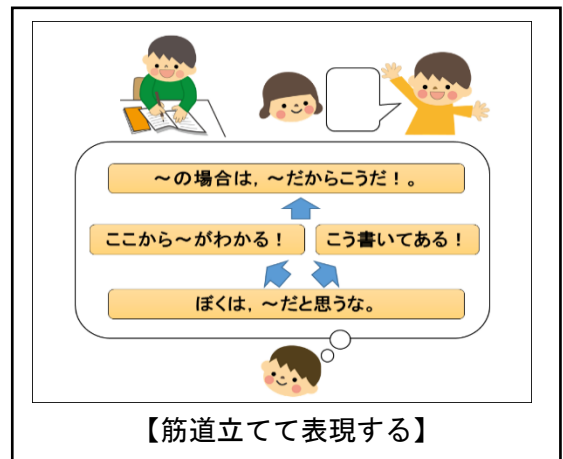 ～の場合は，～だからこうだ！。
ここから～がわかる！
こう書いてある！
ぼくは，～だと思うな。
【筋道立てて表現する】